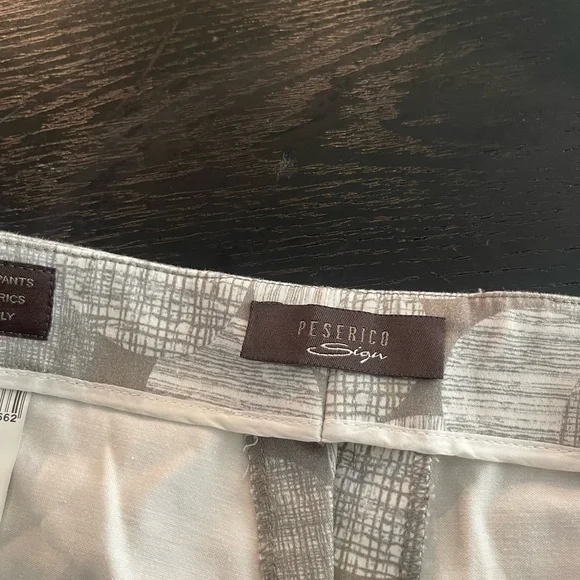 PANTS
RICS
LY
PESERICO
Sign
662